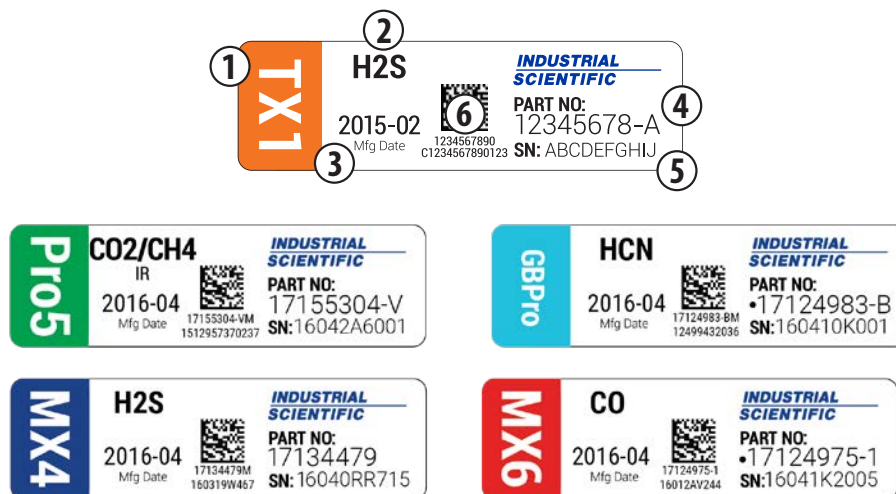 1
2
TX1
H2S
INDUSTRIAL
SCIENTIFIC
PART NO:
12345678-A
4
2015-02
Mfg Date
3
6
1234567890
C1234567890123
SN: ABCDEFGHIJ
5
Pro5
CO2/CH4
IR
2016-04
Mfg Date
17155304-VM
1512957370237
INDUSTRIAL
SCIENTIFIC
PART NO:
17155304-V
SN:16042A6001
GBPro
HCN
2016-04
Mfg Date
17124983-BM
12499432036
INDUSTRIAL
SCIENTIFIC
PART NO:
•17124983-B
SN:160410K001
MX4
H2S
2016-04
Mfg Date
17134479M
160319W467
INDUSTRIAL
SCIENTIFIC
PART NO:
17134479
SN: 16040RR715
MX6
CO
2016-04
Mfg Date
17124975-1
16012AV244
INDUSTRIAL
SCIENTIFIC
PART NO:
•17124975-1
SN:16041K2005